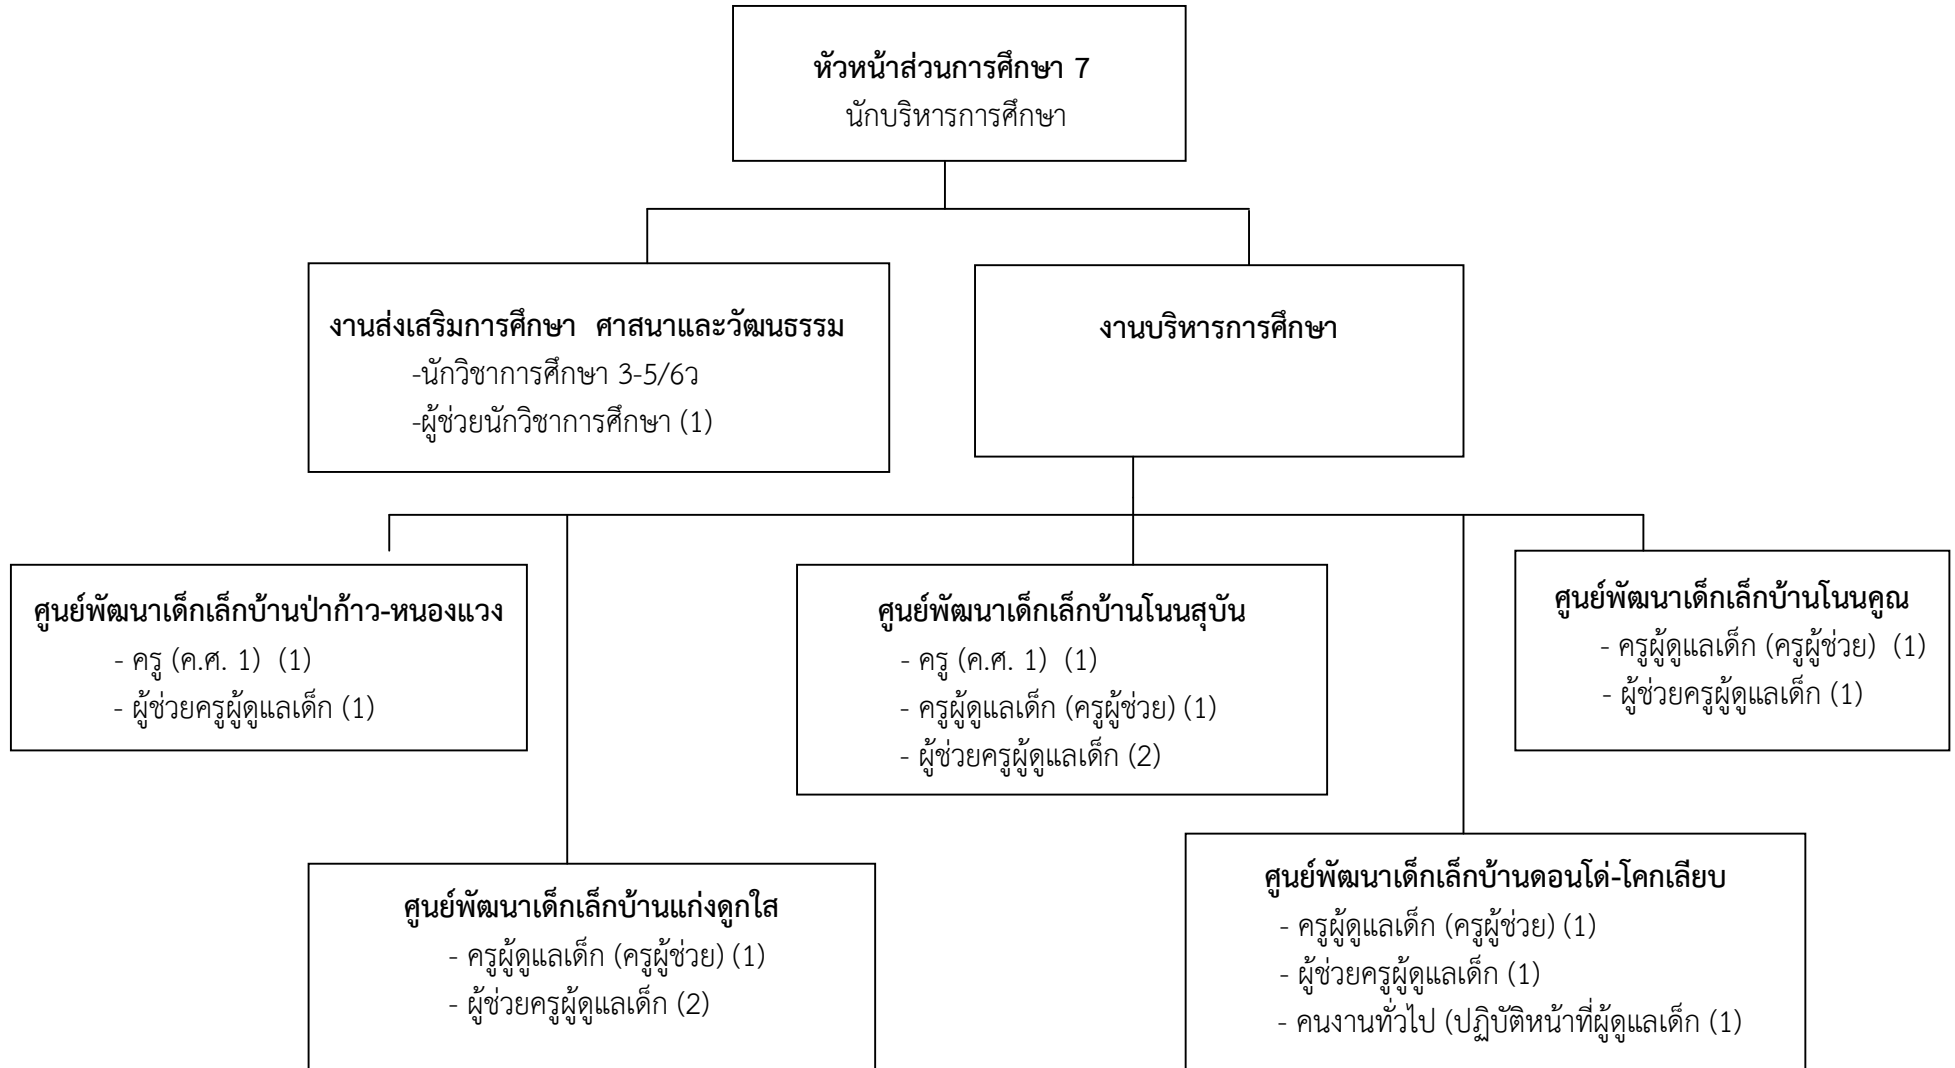 หัวหน้าส่วนการศึกษา 7
นักบริหารการศึกษา
งานส่งเสริมการศึกษา ศาสนาและวัฒนธรรม
-นักวิชาการศึกษา 3-5/6ว
-ผู้ช่วยนักวิชาการศึกษา (1)
งานบริหารการศึกษา
ศูนย์พัฒนาเด็กเล็กบ้านป่าก้าว-หนองแวง
- ครู (ค.ศ. 1) (1)
- ผู้ช่วยครูผู้ดูแลเด็ก (1)
ศูนย์พัฒนาเด็กเล็กบ้านโนนสุบัน
- ครู (ค.ศ. 1) (1)
- ครูผู้ดูแลเด็ก (ครูผู้ช่วย) (1)
- ผู้ช่วยครูผู้ดูแลเด็ก (2)
ศูนย์พัฒนาเด็กเล็กบ้านโนนคูณ
- ครูผู้ดูแลเด็ก (ครูผู้ช่วย) (1)
- ผู้ช่วยครูผู้ดูแลเด็ก (1)
ศูนย์พัฒนาเด็กเล็กบ้านแก่งดูกใส
- ครูผู้ดูแลเด็ก (ครูผู้ช่วย) (1)
- ผู้ช่วยครูผู้ดูแลเด็ก (2)
ศูนย์พัฒนาเด็กเล็กบ้านดอนโด่-โคกเลียบ
- ครูผู้ดูแลเด็ก (ครูผู้ช่วย) (1)
- ผู้ช่วยครูผู้ดูแลเด็ก (1)
- คนงานทั่วไป (ปฏิบัติหน้าที่ผู้ดูแลเด็ก (1)